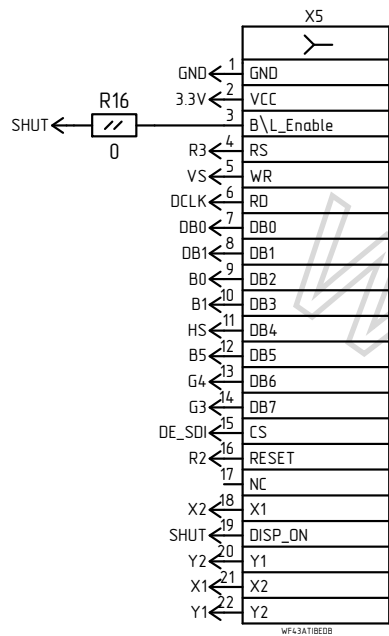 X5
GND 1 GND
3.3V 2 VCC
R16
SHUT 3 B\L_Enable
0
R3 4 RS
VS 5 WR
DCLK 6 RD
DB0 7 DB0
DB1 8 DB1
B0 9 DB2
B1 10 DB3
HS 11 DB4
B5 12 DB5
G4 13 DB6
G3 14 DB7
DE_SDI 15 CS
R2 16 RESET
17 NC
X2 18 X1
SHUT 19 DISP_ON
Y2 20 Y1
X1 21 X2
Y1 22 Y2
WF43ATIBEDB